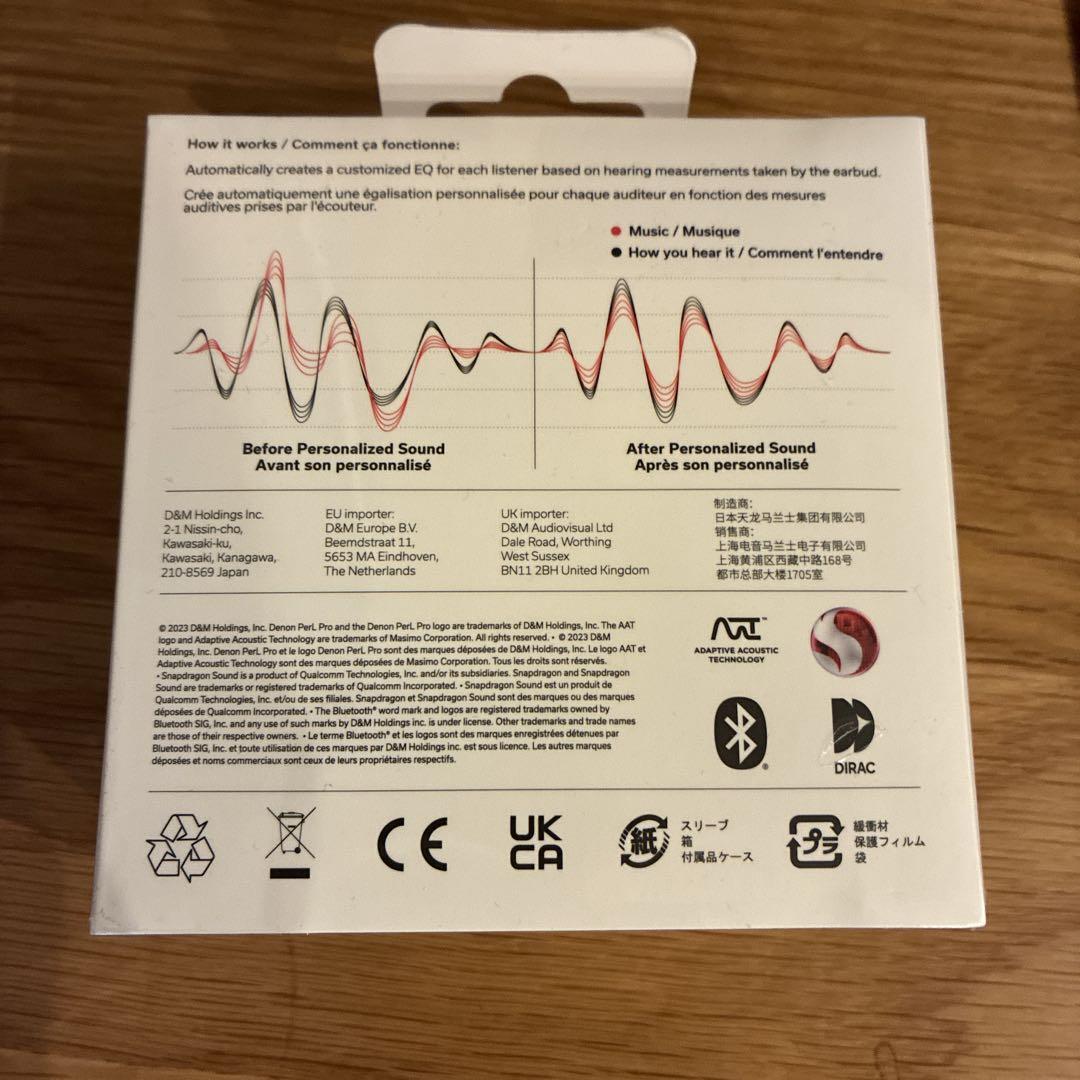 How it works / Comment ça fonctionne:
Automatically creates a customized EQ for each listener based on hearing measurements taken by the earbud.
Crée automatiquement une égalisation personnalisée pour chaque auditeur en fonction des mesures
auditives prises par l'écouteur.
Music / Musique
How you hear it / Comment l'entendre
Before Personalized Sound
Avant son personnalisé
After Personalized Sound
Après son personnalisé
D&M Holdings Inc.
2-1 Nissin-cho,
Kawasaki-ku,
Kawasaki, Kanagawa,
210-8569 Japan
EU importer:
D&M Europe B.V.
Beemdstraat 11,
5653 MA Eindhoven,
The Netherlands
UK importer:
D&M Audiovisual Ltd
Dale Road, Worthing
West Sussex
BN11 2BH United Kingdom
制造商:
日本天龙马兰士集团有限公司
销售商:
上海电音马兰士电子有限公司
上海黄浦区西藏中路168号
都市总部大楼1705室
© 2023 D&M Holdings, Inc. Denon PerL Pro and the Denon PerL Pro logo are trademarks of D&M Holdings, Inc. The AAT
logo and Adaptive Acoustic Technology are trademarks of Masimo Corporation. All rights reserved. • © 2023 D&M
Holdings, Inc. Denon PerL Pro et le logo Denon PerL Pro sont des marques déposées de D&M Holdings, Inc. Le logo AAT et
Adaptive Acoustic Technology sont des marques déposées de Masimo Corporation. Tous les droits sont réservés.
• Snapdragon Sound is a product of Qualcomm Technologies, Inc. and/or its subsidiaries. Snapdragon and Snapdragon
Sound are trademarks or registered trademarks of Qualcomm Incorporated. • Snapdragon Sound est un produit de
Qualcomm Technologies, Inc. et/ou de ses filiales. Snapdragon et Snapdragon Sound sont des marques ou des marques
déposées de Qualcomm Incorporated. • The Bluetooth® word mark and logos are registered trademarks owned by
Bluetooth SIG, Inc. and any use of such marks by D&M Holdings inc. is under license. Other trademarks and trade names
are those of their respective owners. • Le terme Bluetooth® et les logos sont des marques enregistrées détenues par
Bluetooth SIG, Inc. et toute utilisation de ces marques par D&M Holdings inc. est sous licence. Les autres marques
déposées et noms commerciaux sont ceux de leurs propriétaires respectifs.
AAT™
ADAPTIVE ACOUSTIC
TECHNOLOGY
DIRAC
CE
UK
CA
紙
スリーブ
箱
付属品ケース
プラ
緩衝材
保護フィルム
袋